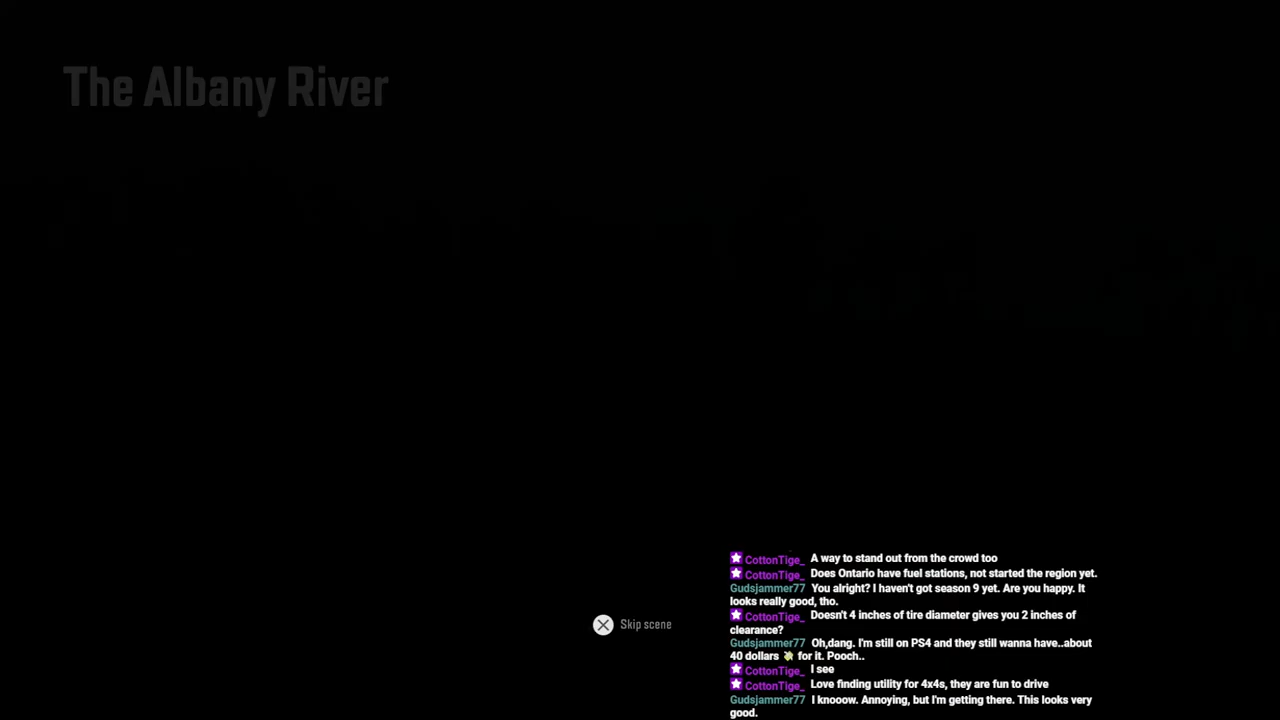 The Albany River
CottonTige_ A way to stand out from the crowd too
CottonTige_ Does Ontario have fuel stations, not started the region yet.
Gudsjammer77 You alright? I haven't got season 9 yet. Are you happy. It
looks really good, tho.
CottonTige_ Doesn't 4 inches of tire diameter gives you 2 inches of
clearance?
Skip scene
Gudsjammer77 Oh,dang. I'm still on PS4 and they still wanna have..about
40 dollars 💸 for it. Pooch..
CottonTige_ I see
CottonTige_ Love finding utility for 4x4s, they are fun to drive
Gudsjammer77 I knooow. Annoying, but I'm getting there. This looks very
good.